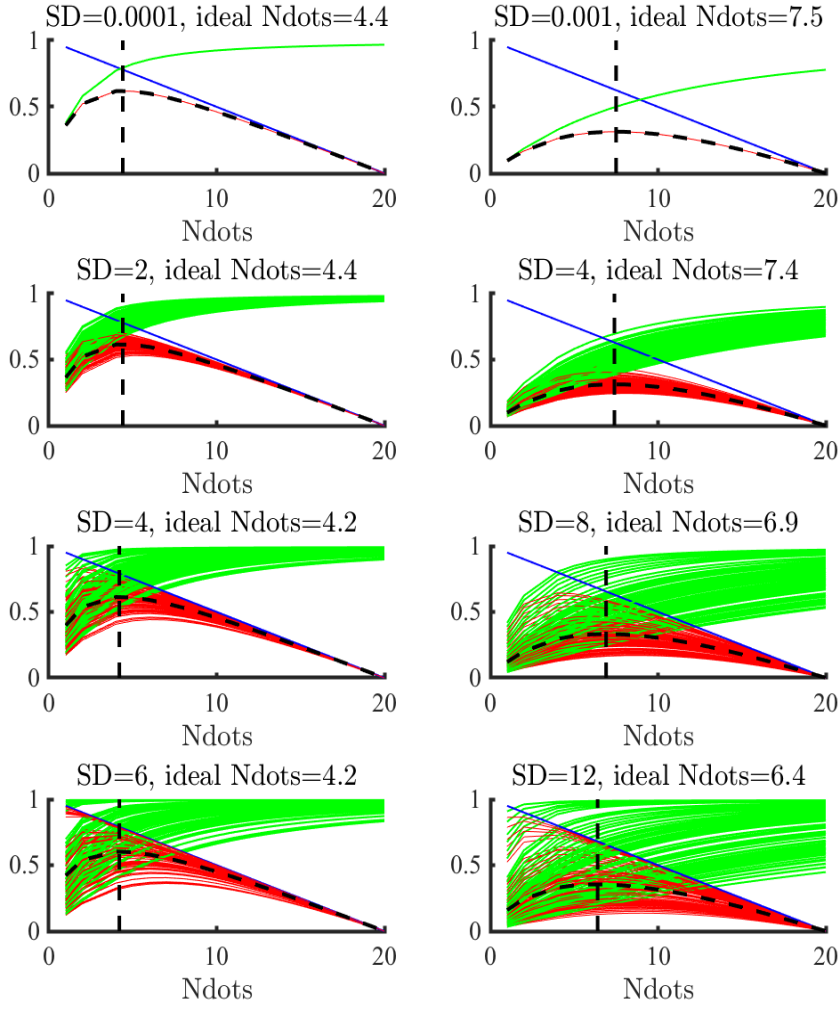 SD=0.0001, ideal Ndots=4.4
1
0.5
0
0 10 20
Ndots
SD=0.001, ideal Ndots=7.5
1
0.5
0
0 10 20
Ndots
SD=2, ideal Ndots=4.4
1
0.5
0
0 10 20
Ndots
SD=4, ideal Ndots=7.4
1
0.5
0
0 10 20
Ndots
SD=4, ideal Ndots=4.2
1
0.5
0
0 10 20
Ndots
SD=8, ideal Ndots=6.9
1
0.5
0
0 10 20
Ndots
SD=6, ideal Ndots=4.2
1
0.5
0
0 10 20
Ndots
SD=12, ideal Ndots=6.4
1
0.5
0
0 10 20
Ndots